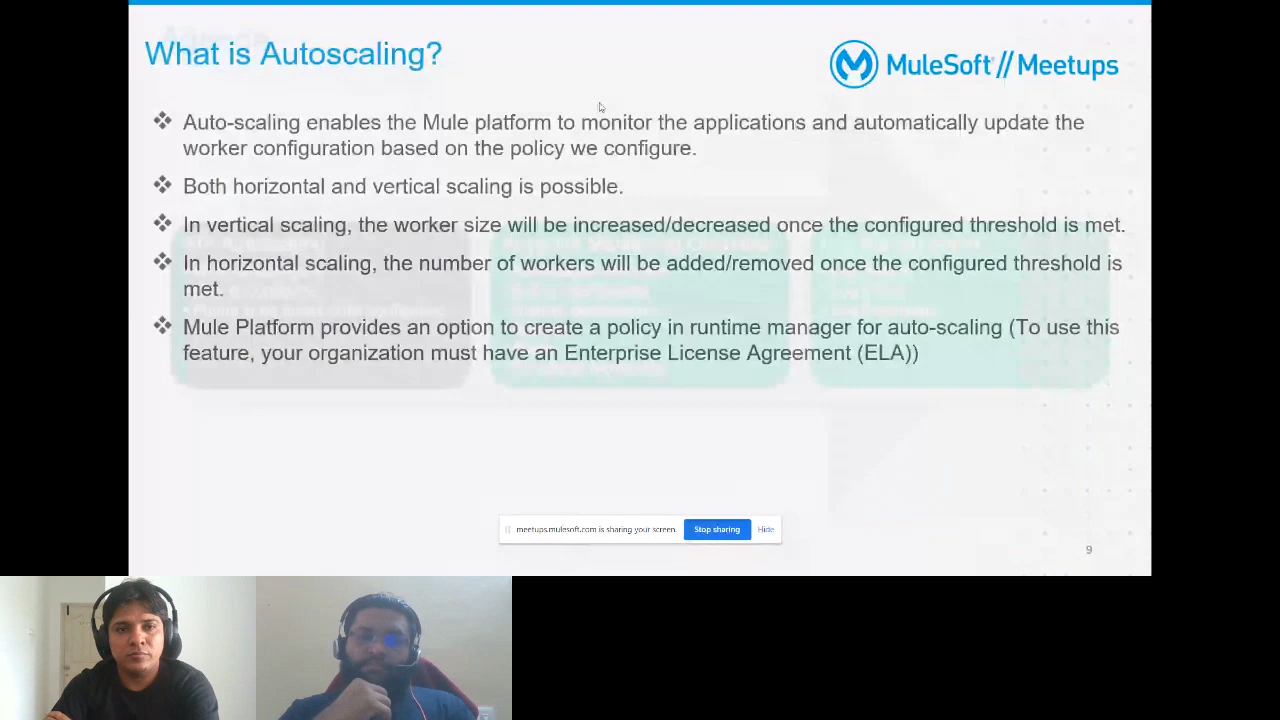 What is Autoscaling?
MuleSoft // Meetups
❖ Auto-scaling enables the Mule platform to monitor the applications and automatically update the
worker configuration based on the policy we configure.
❖ Both horizontal and vertical scaling is possible.
❖ In vertical scaling, the worker size will be increased/decreased once the configured threshold is met.
❖ In horizontal scaling, the number of workers will be added/removed once the configured threshold is
met.
❖ Mule Platform provides an option to create a policy in runtime manager for auto-scaling (To use this
feature, your organization must have an Enterprise License Agreement (ELA))
meetups.mulesoft.com is sharing your screen. Stop sharing Hide
9